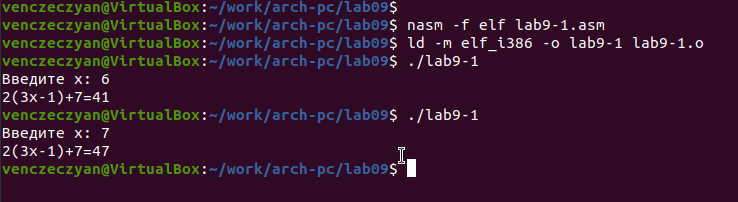 venczeczyan@VirtualBox:~/work/arch-pc/lab09$
venczeczyan@VirtualBox:~/work/arch-pc/lab09$ nasm -f elf lab9-1.asm
venczeczyan@VirtualBox:~/work/arch-pc/lab09$ ld -m elf_i386 -o lab9-1 lab9-1.o
venczeczyan@VirtualBox:~/work/arch-pc/lab09$ ./lab9-1
Введите x: 6
2(3x-1)+7=41
venczeczyan@VirtualBox:~/work/arch-pc/lab09$ ./lab9-1
Введите x: 7
2(3x-1)+7=47
venczeczyan@VirtualBox:~/work/arch-pc/lab09$